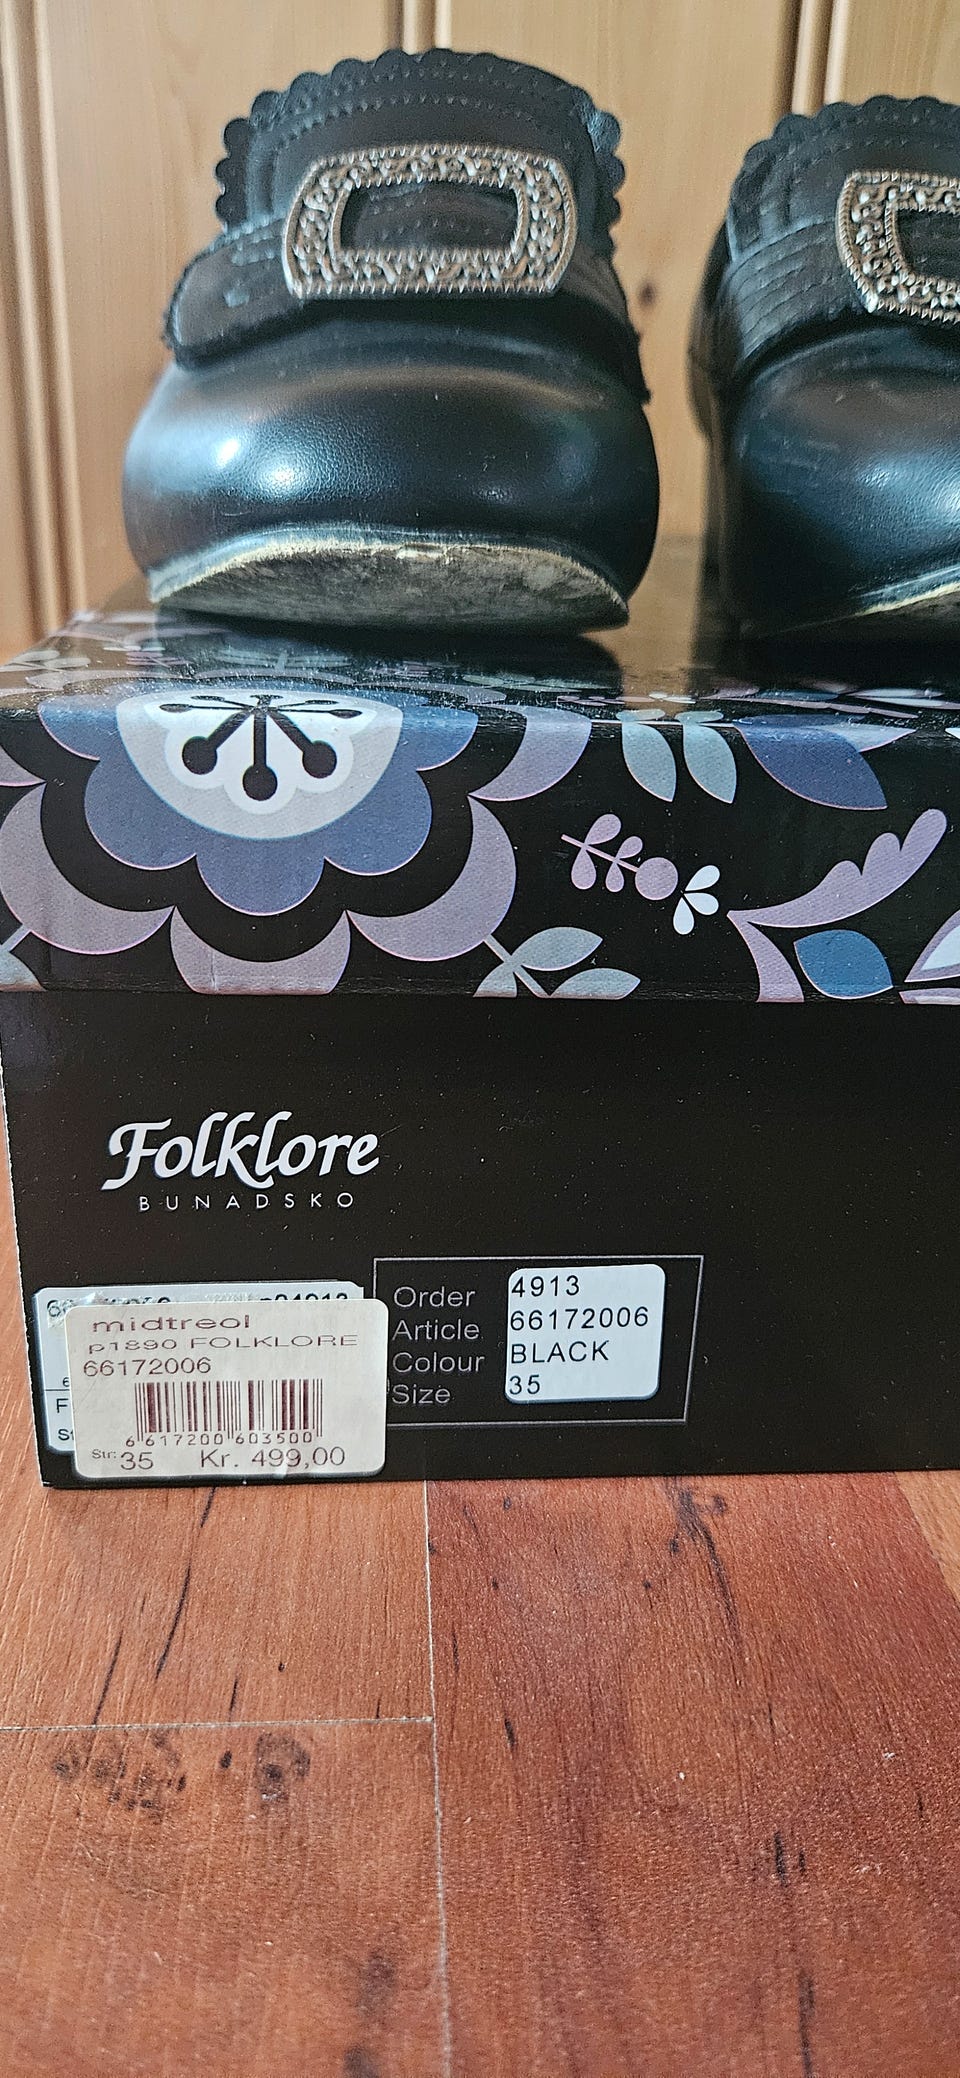 Folklore
BUNADSKO
Order 4913
Article 66172006
Colour BLACK
Size 35
midtreol
p1890 FOLKLORE
66172006
6 617200 603500
Str: 35 Kr. 499,00